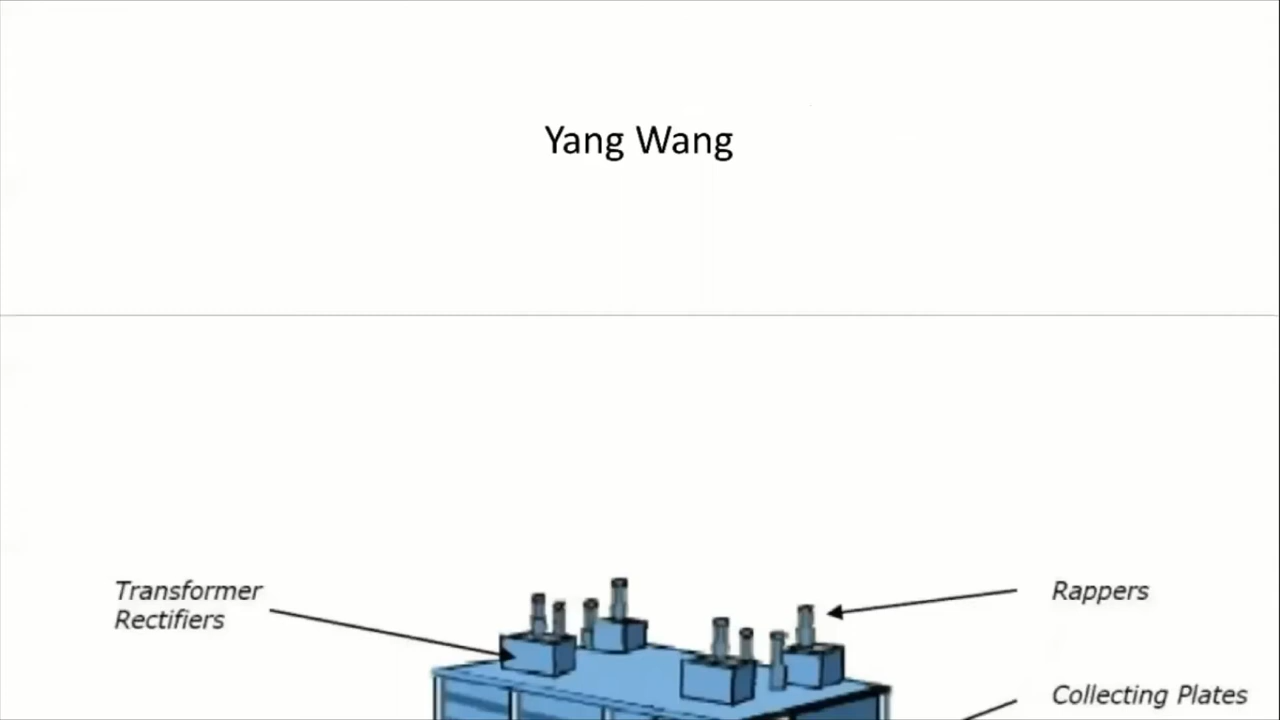 Yang Wang
Transformer
Rectifiers
Rappers
Collecting Plates